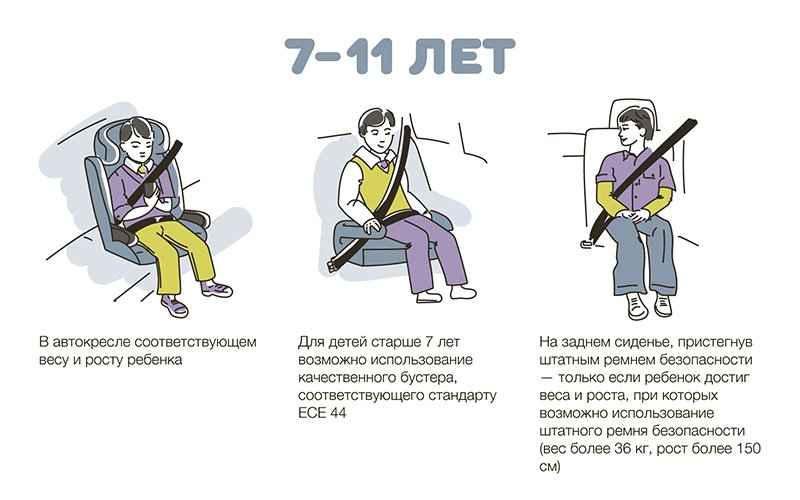 7–11 ЛЕТ
В автокресле соответствующем
весу и росту ребенка
Для детей старше 7 лет
возможно использование
качественного бустера,
соответствующего стандарту
ECE 44
На заднем сиденье, пристегнув
штатным ремнем безопасности
— только если ребенок достиг
веса и роста, при которых
возможно использование
штатного ремня безопасности
(вес более 36 кг, рост более 150
см)